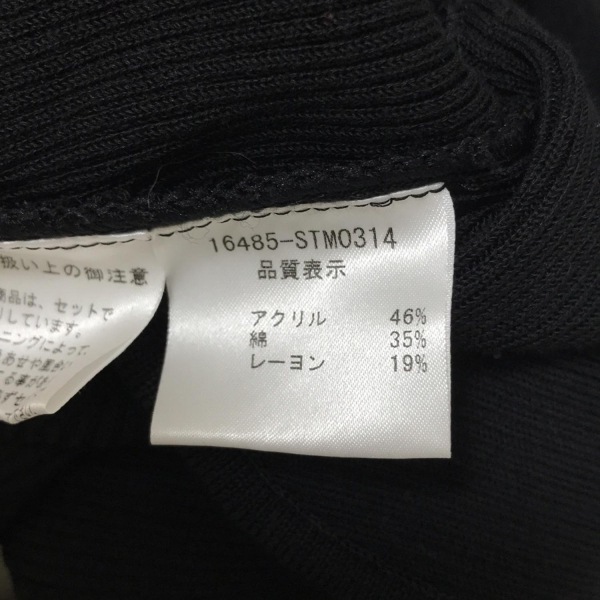 16485-STM0314
品質表示
アクリル 46%
綿 35%
レーヨン 19%
扱い上の御注意
商品は、セットで
しています。
ニングによって